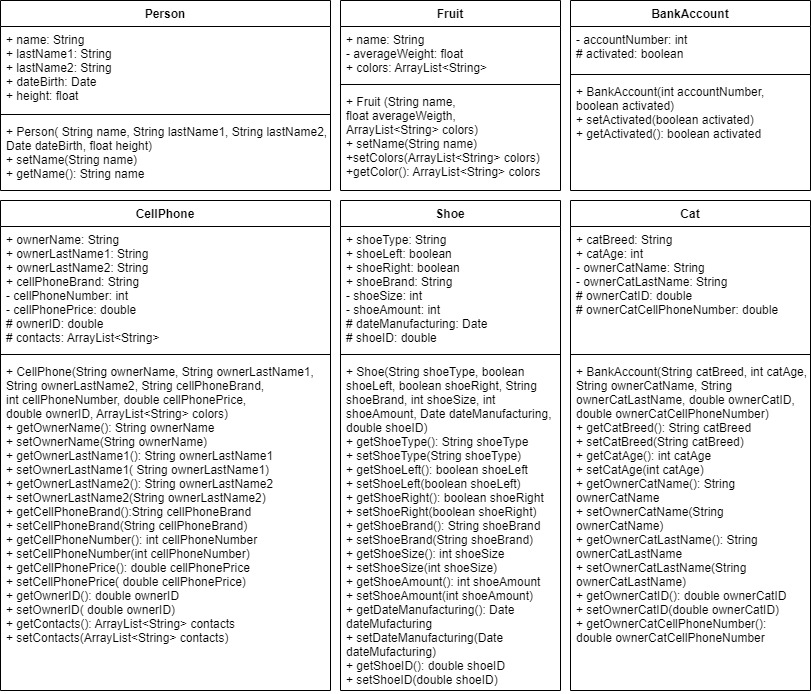 Person
+ name: String
+ lastName1: String
+ lastName2: String
+ dateBirth: Date
+ height: float
+ Person( String name, String lastName1, String lastName2,
Date dateBirth, float height)
+ setName(String name)
+ getName(): String name
Fruit
+ name: String
- averageWeight: float
+ colors: ArrayList<String>
+ Fruit (String name,
float averageWeigth,
ArrayList<String> colors)
+ setName(String name)
+setColors(ArrayList<String> colors)
+getColor(): ArrayList<String> colors
BankAccount
- accountNumber: int
# activated: boolean
+ BankAccount(int accountNumber,
boolean activated)
+ setActivated(boolean activated)
+ getActivated(): boolean activated
CellPhone
+ ownerName: String
+ ownerLastName1: String
+ ownerLastName2: String
+ cellPhoneBrand: String
- cellPhoneNumber: int
- cellPhonePrice: double
# ownerID: double
# contacts: ArrayList<String>
+ CellPhone(String ownerName, String ownerLastName1,
String ownerLastName2, String cellPhoneBrand,
int cellPhoneNumber, double cellPhonePrice,
double ownerID, ArrayList<String> colors)
+ getOwnerName(): String ownerName
+ setOwnerName(String ownerName)
+ getOwnerLastName1(): String ownerLastName1
+ setOwnerLastName1( String ownerLastName1)
+ getOwnerLastName2(): String ownerLastName2
+ setOwnerLastName2(String ownerLastName2)
+ getCellPhoneBrand():String cellPhoneBrand
+ setCellPhoneBrand(String cellPhoneBrand)
+ getCellPhoneNumber(): int cellPhoneNumber
+ setCellPhoneNumber(int cellPhoneNumber)
+ getCellPhonePrice(): double cellPhonePrice
+ setCellPhonePrice( double cellPhonePrice)
+ getOwnerID(): double ownerID
+ setOwnerID( double ownerID)
+ getContacts(): ArrayList<String> contacts
+ setContacts(ArrayList<String> contacts)
Shoe
+ shoeType: String
+ shoeLeft: boolean
+ shoeRight: boolean
+ shoeBrand: String
- shoeSize: int
- shoeAmount: int
# dateManufacturing: Date
# shoeID: double
+ Shoe(String shoeType, boolean
shoeLeft, boolean shoeRight, String
shoeBrand, int shoeSize, int
shoeAmount, Date dateManufacturing,
double shoeID)
+ getShoeType(): String shoeType
+ setShoeType(String shoeType)
+ getShoeLeft(): boolean shoeLeft
+ setShoeLeft(boolean shoeLeft)
+ getShoeRight(): boolean shoeRight
+ setShoeRight(boolean shoeRight)
+ getShoeBrand(): String shoeBrand
+ setShoeBrand(String shoeBrand)
+ getShoeSize(): int shoeSize
+ setShoeSize(int shoeSize)
+ getShoeAmount(): int shoeAmount
+ setShoeAmount(int shoeAmount)
+ getDateManufacturing(): Date
dateMufacturing
+ setDateManufacturing(Date
dateMufacturing)
+ getShoeID(): double shoeID
+ setShoeID(double shoeID)
Cat
+ catBreed: String
+ catAge: int
- ownerCatName: String
- ownerCatLastName: String
# ownerCatID: double
# ownerCatCellPhoneNumber: double
+ BankAccount(String catBreed, int catAge,
String ownerCatName, String
ownerCatLastName, double ownerCatID,
double ownerCatCellPhoneNumber)
+ getCatBreed(): String catBreed
+ setCatBreed(String catBreed)
+ getCatAge(): int catAge
+ setCatAge(int catAge)
+ getOwnerCatName(): String
ownerCatName
+ setOwnerCatName(String
ownerCatName)
+ getOwnerCatLastName(): String
ownerCatLastName
+ setOwnerCatLastName(String
ownerCatLastName)
+ getOwnerCatID(): double ownerCatID
+ setOwnerCatID(double ownerCatID)
+ getOwnerCatCellPhoneNumber():
double ownerCatCellPhoneNumber